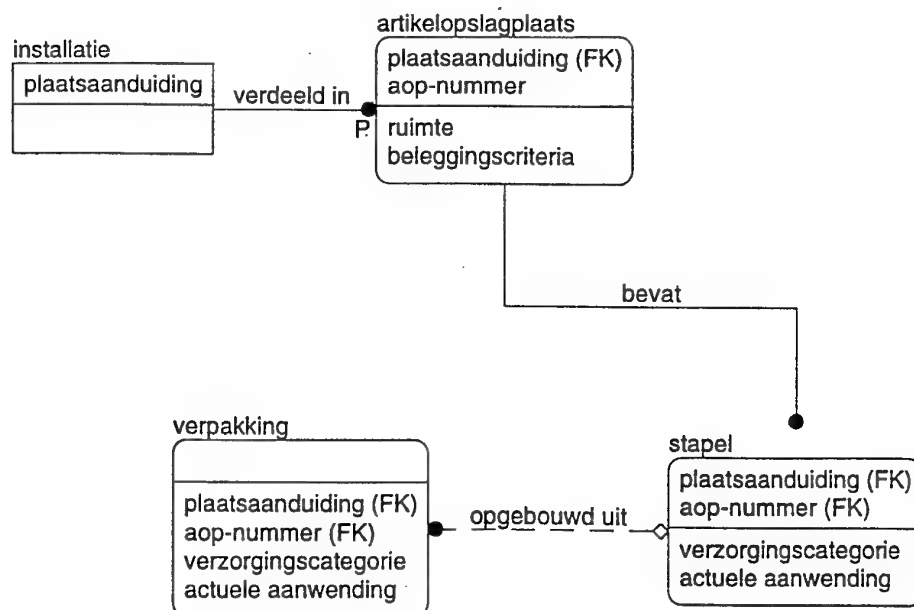 artikelopslagplaats
installatie
plaatsaanduiding (FK)
aop-nummer
plaatsaanduiding
verdeeld in
P
ruimte
beleggingscriteria
bevat
verpakking
stapel
plaatsaanduiding (FK)
aop-nummer (FK)
plaatsaanduiding (FK)
aop-nummer (FK)
opgebouwd uit
verzorgingscategorie
actuele aanwending
verzorgingscategorie
actuele aanwending